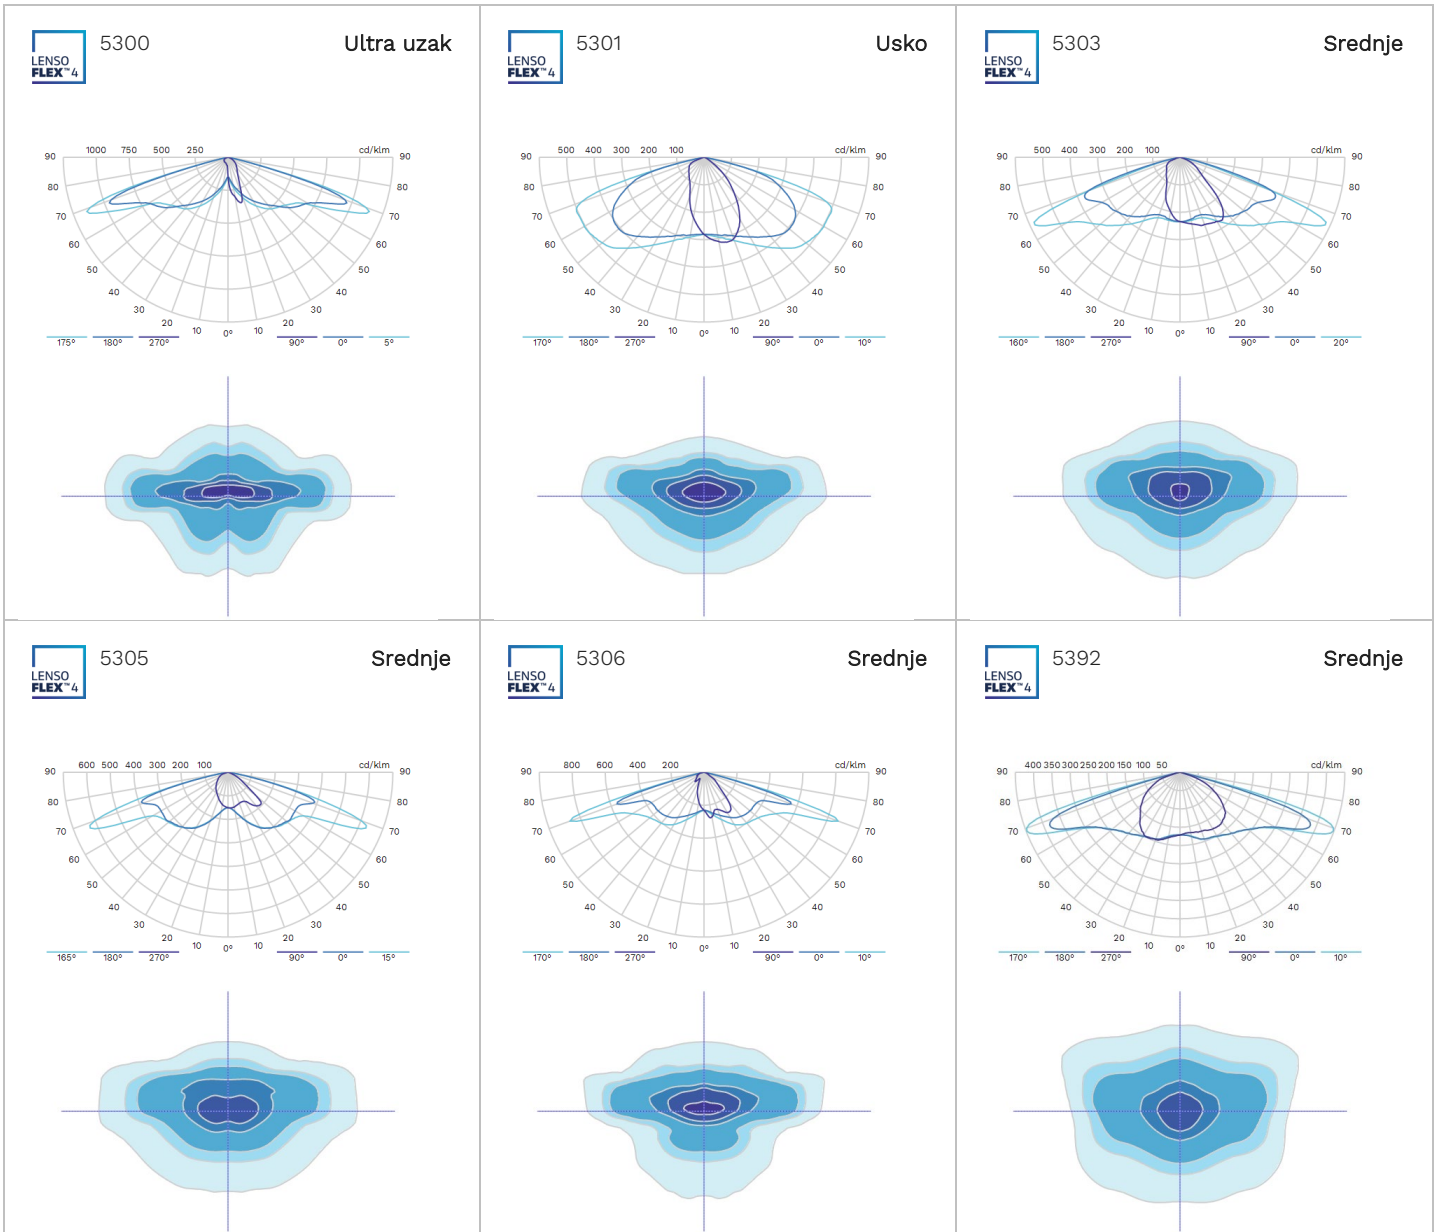 LENSO
FLEX™4
5300
Ultra uzak
1000 750 500 250 cd/klm
90 90
80 80
70 70
60 60
50 50
40 40
30 30
20 10 0° 10 20
175° 180° 270° 90° 0° 5°
LENSO
FLEX™4
5301
Usko
500 400 300 200 100 cd/klm
90 90
80 80
70 70
60 60
50 50
40 40
30 30
20 10 0° 10 20
170° 180° 270° 90° 0° 10°
LENSO
FLEX™4
5303
Srednje
500 400 300 200 100 cd/klm
90 90
80 80
70 70
60 60
50 50
40 40
30 30
20 10 0° 10 20
160° 180° 270° 90° 0° 20°
LENSO
FLEX™4
5305
Srednje
600 500 400 300 200 100 cd/klm
90 90
80 80
70 70
60 60
50 50
40 40
30 30
20 10 0° 10 20
165° 180° 270° 90° 0° 15°
LENSO
FLEX™4
5306
Srednje
800 600 400 200 cd/klm
90 90
80 80
70 70
60 60
50 50
40 40
30 30
20 10 0° 10 20
170° 180° 270° 90° 0° 10°
LENSO
FLEX™4
5392
Srednje
400 350 300 250 200 150 100 50 cd/klm
90 90
80 80
70 70
60 60
50 50
40 40
30 30
20 10 0° 10 20
170° 180° 270° 90° 0° 10°